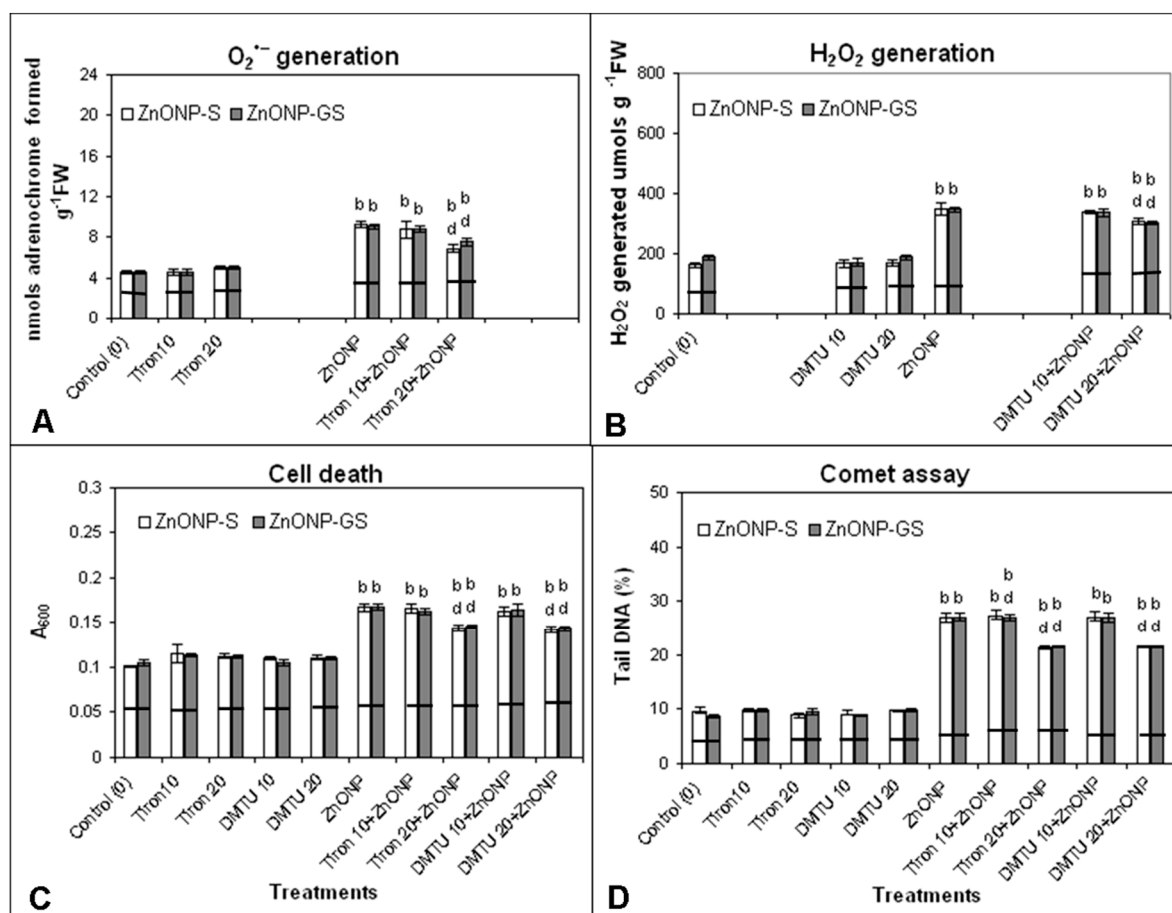 O₂•− generation
nmols adrenochrome formed
g⁻¹FW
24
20
16
12
8
4
0
ZnONP-S ZnONP-GS
b b b b b b
d d
Control (0) Tiron10 Tiron 20 ZnONP Tiron 10+ZnONP Tiron 20+ZnONP
A
H₂O₂ generation
H₂O₂ generated umols g ⁻¹FW
800
600
400
200
0
ZnONP-S ZnONP-GS
b b b b b b
d d
Control (0) DMTU 10 DMTU 20 ZnONP DMTU 10+ZnONP DMTU 20+ZnONP
B
Cell death
A₆₀₀
0.3
0.25
0.2
0.15
0.1
0.05
0
ZnONP-S ZnONP-GS
b b b b b b b b b b
d d d d
Control (0) Tiron10 Tiron 20 DMTU 10 DMTU 20 ZnONP Tiron 10+ZnONP Tiron 20+ZnONP DMTU 10+ZnONP DMTU 20+ZnONP
Treatments
C
Comet assay
Tail DNA (%)
50
40
30
20
10
0
ZnONP-S ZnONP-GS
b b b b b b b b b b
d d d d d
Control (0) Tiron10 Tiron 20 DMTU 10 DMTU 20 ZnONP Tiron 10+ZnONP Tiron 20+ZnONP DMTU 10+ZnONP DMTU 20+ZnONP
Treatments
D